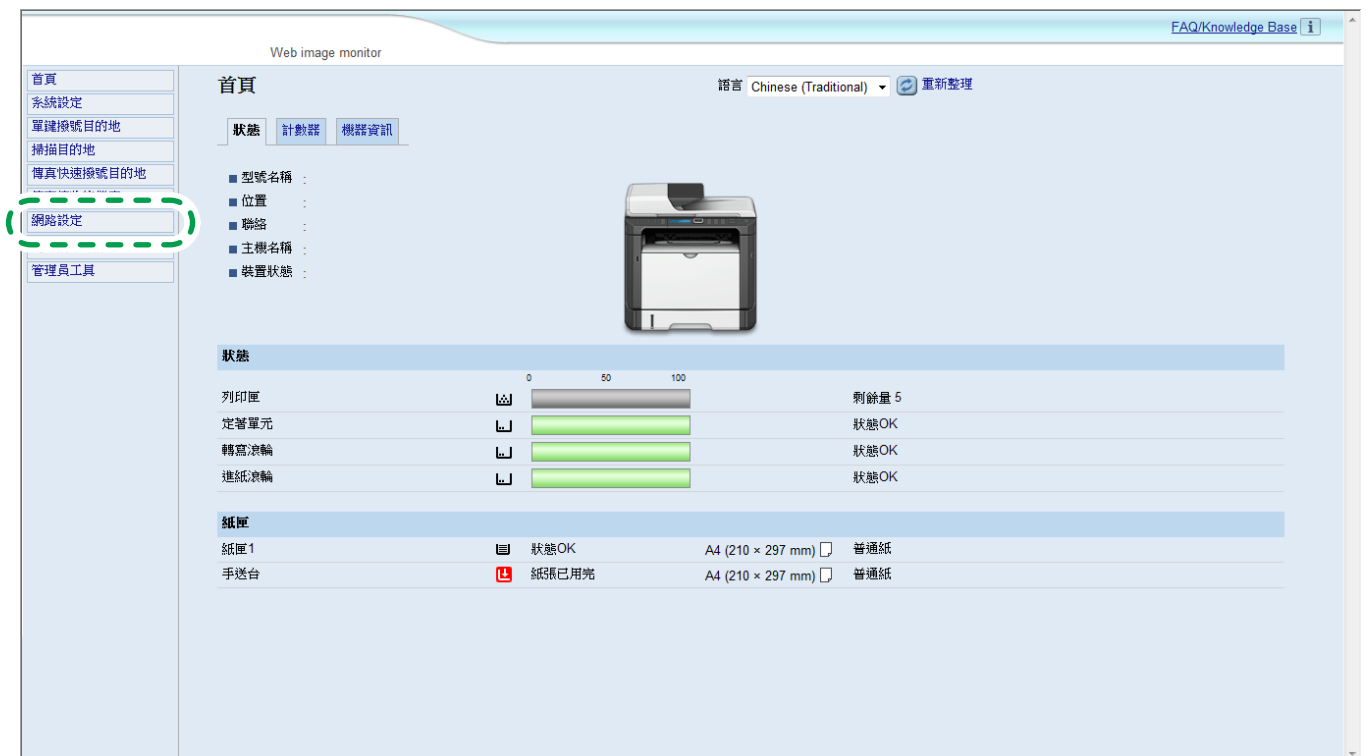 FAQ/Knowledge Base
Web image monitor
首頁
系統設定
單鍵撥號目的地
掃描目的地
傳真快速撥號目的地
網路設定
管理員工具
首頁
語言 Chinese (Traditional) 重新整理
狀態 計數器 機器資訊
型號名稱 :
位置 :
聯絡 :
主機名稱 :
裝置狀態 :
狀態
0 50 100
列印匣 剩餘量 5
定著單元 狀態OK
轉寫滾輪 狀態OK
進紙滾輪 狀態OK
紙匣
紙匣1 狀態OK A4 (210 × 297 mm) 普通紙
手送台 紙張已用完 A4 (210 × 297 mm) 普通紙